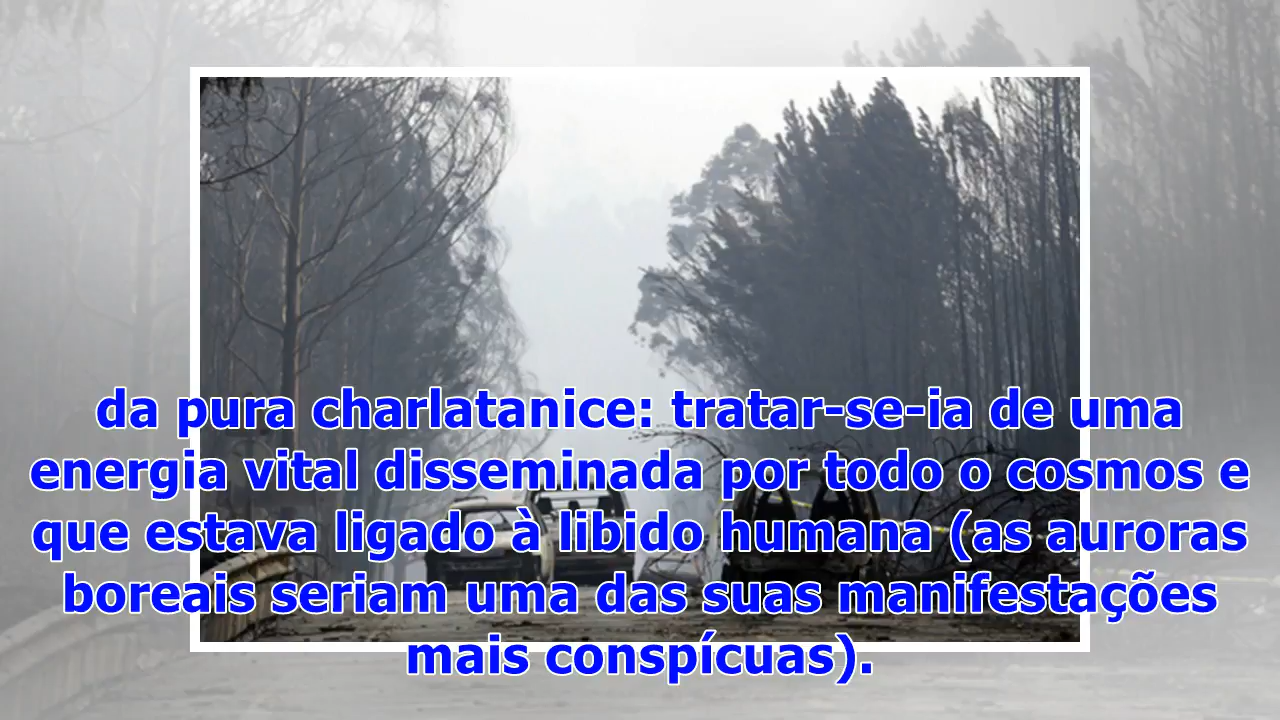 da pura charlatanice: tratar-se-ia de uma
energia vital disseminada por todo o cosmos e
que estava ligado à libido humana (as auroras
boreais seriam uma das suas manifestações
mais conspícuas).